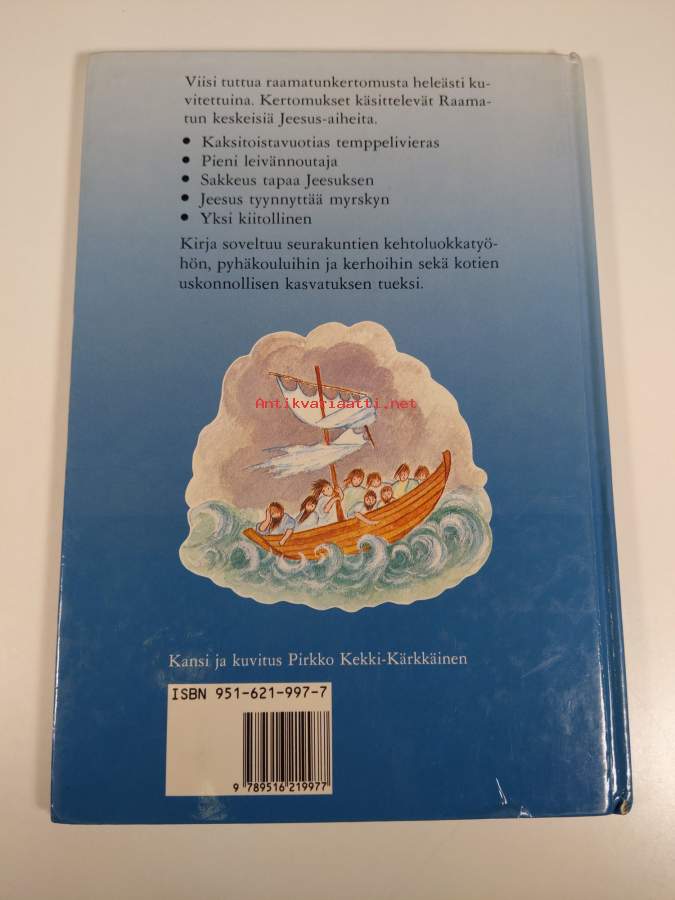 Viisi tuttua raamatunkertomusta heleästi ku-
vitettuina. Kertomukset käsittelevät Raama-
tun keskeisiä Jeesus-aiheita.
• Kaksitoistavuotias temppelivieras
• Pieni leivännoutaja
• Sakkeus tapaa Jeesuksen
• Jeesus tyynnyttää myrskyn
• Yksi kiitollinen
Kirja soveltuu seurakuntien kehtoluokkatyö-
hön, pyhäkouluihin ja kerhoihin sekä kotien
uskonnollisen kasvatuksen tueksi.
Antikvariaatti.net
Kansi ja kuvitus Pirkko Kekki-Kärkkäinen
ISBN 951-621-997-7
9 789516 219977